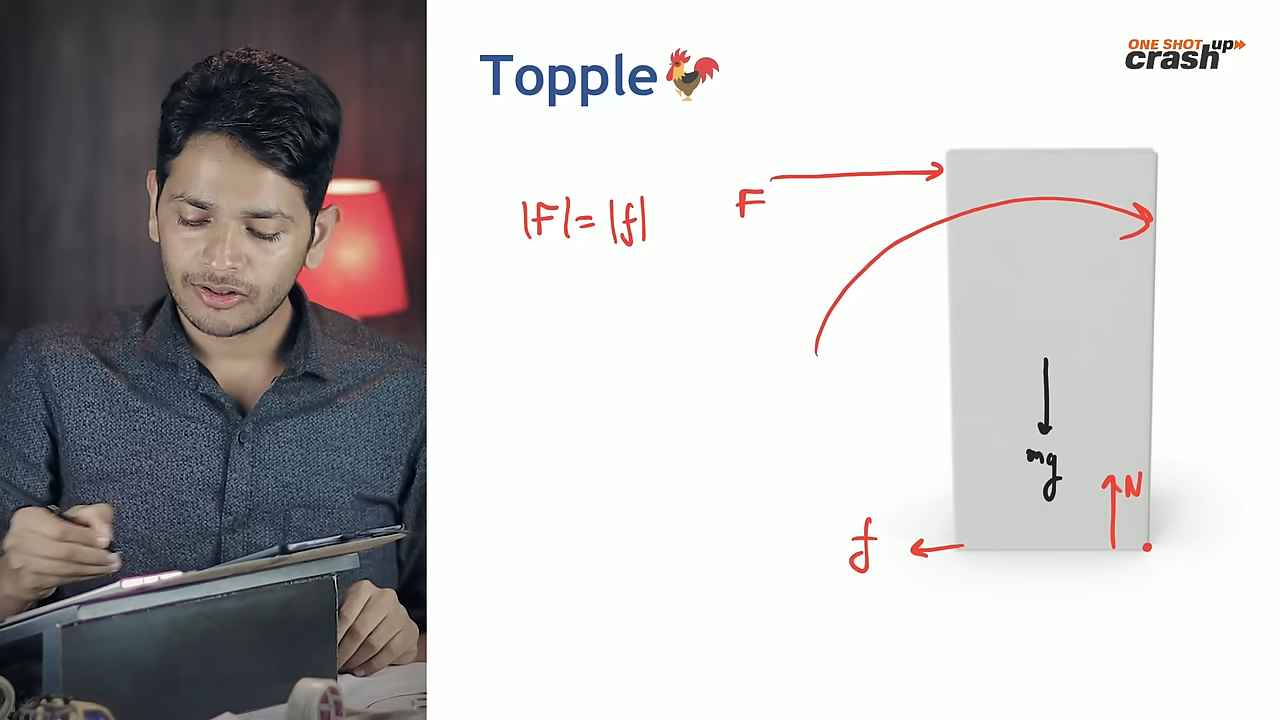 Topple
ONE SHOT
crash up
|F| = |f|
F
mg
N
f